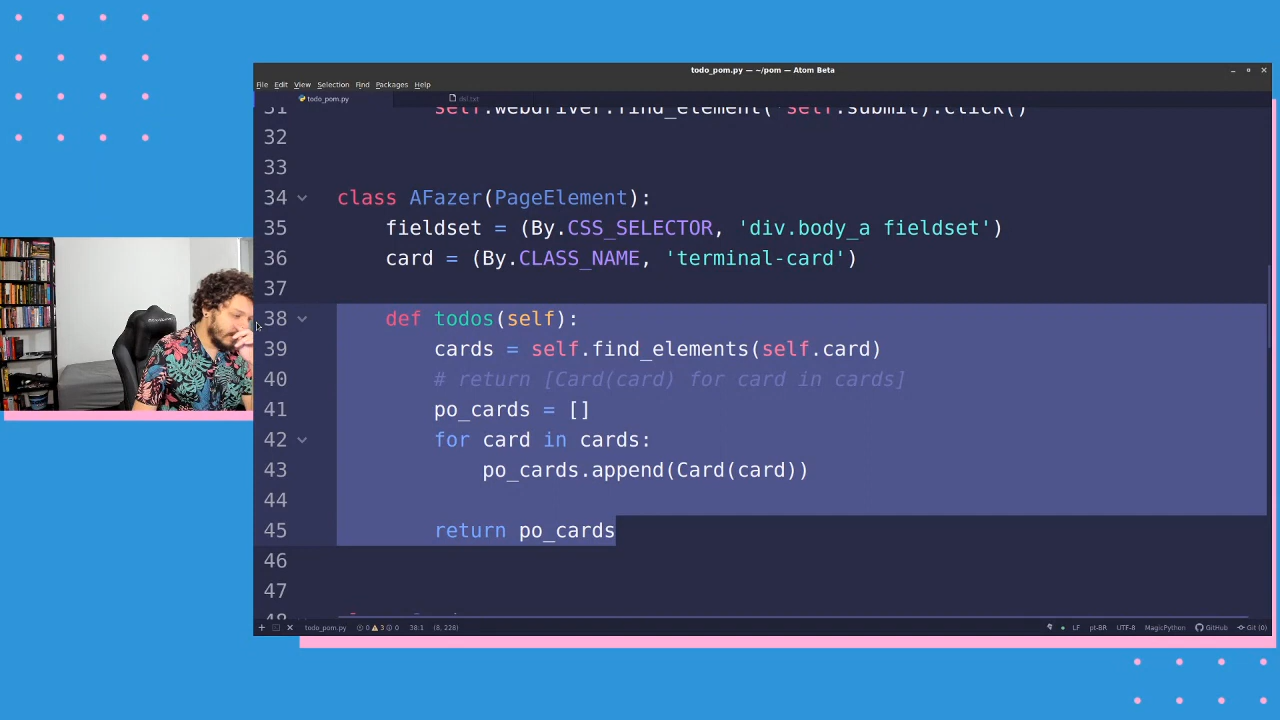 todo_pom.py — ~/pom — Atom Beta
File Edit View Selection Find Packages Help
todo_pom.py del.txt
31 self.webdriver.find_element(*self.submit).click()
32
33
34 class AFazer(PageElement):
35 fieldset = (By.CSS_SELECTOR, 'div.body_a fieldset')
36 card = (By.CLASS_NAME, 'terminal-card')
37
38 def todos(self):
39 cards = self.find_elements(self.card)
40 # return [Card(card) for card in cards]
41 po_cards = []
42 for card in cards:
43 po_cards.append(Card(card))
44
45 return po_cards
46
47
48
todo_pom.py 0 3 0 38:1 (8, 228) LF pt-BR UTF-8 MagicPython GitHub Git (0)